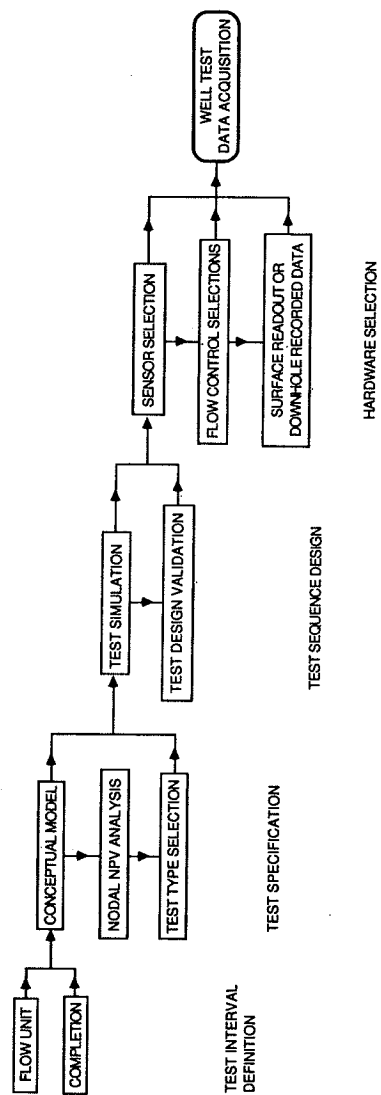 FLOW UNIT
COMPLETION
TEST INTERVAL
DEFINITION
CONCEPTUAL MODEL
NODAL NPV ANALYSIS
TEST TYPE SELECTION
TEST SPECIFICATION
TEST SIMULATION
TEST DESIGN VALIDATION
TEST SEQUENCE DESIGN
SENSOR SELECTION
FLOW CONTROL SELECTIONS
SURFACE READOUT OR
DOWNHOLE RECORDED DATA
HARDWARE SELECTION
WELL TEST
DATA ACQUISITION